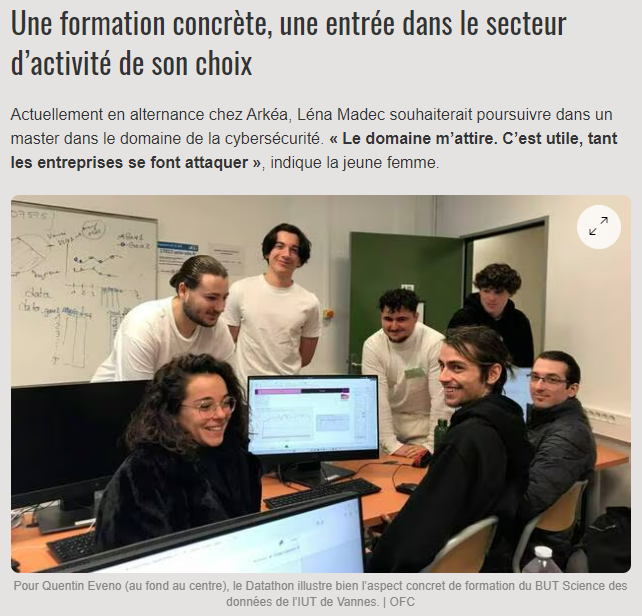 Une formation concrète, une entrée dans le secteur
d’activité de son choix
Actuellement en alternance chez Arkéa, Léna Madec souhaiterait poursuivre dans un
master dans le domaine de la cybersécurité. « Le domaine m’attire. C’est utile, tant
les entreprises se font attaquer », indique la jeune femme.
data
Pour Quentin Eveno (au fond au centre), le Datathon illustre bien l’aspect concret de formation du BUT Science des
données de l’IUT de Vannes. | OFC